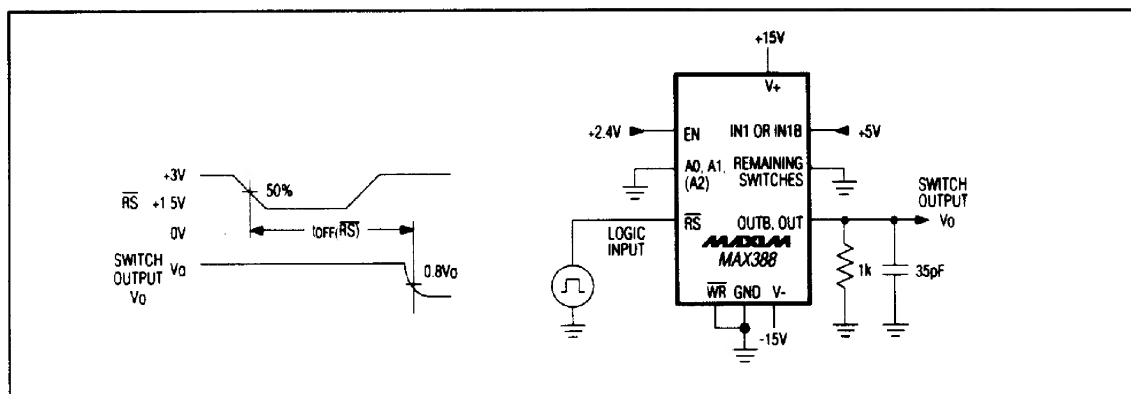 +3V
RS
+1 5V
0V
50%
tOFF(RS)
SWITCH
OUTPUT
Vo
Vo
0.8Vo
+15V
V+
+2.4V
EN
IN1 OR IN1B
+5V
A0, A1,
(A2)
REMAINING
SWITCHES
LOGIC
INPUT
RS
OUTB, OUT
SWITCH
OUTPUT
Vo
MAXIM
MAX388
1k
35pF
WR GND V-
-15V